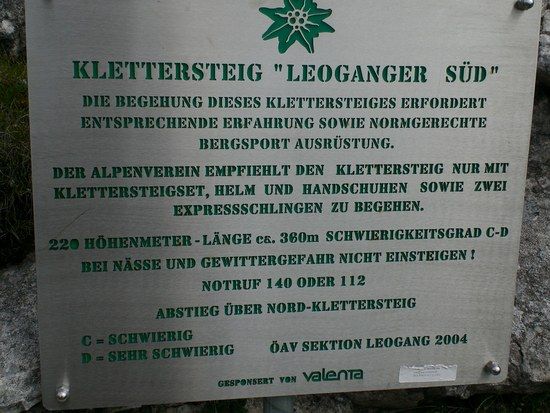 KLETTERSTEIG "LEOGANGER SÜD"
DIE BEGEHUNG DIESES KLETTERSTEIGES ERFORDERT
ENTSPRECHENDE ERFAHRUNG SOWIE NORMGERECHTE
BERGSPORT AUSRÜSTUNG.
DER ALPENVEREIN EMPFIEHLT DEN KLETTERSTEIG NUR MIT
KLETTERSTEIGSET, HELM UND HANDSCHUHEN SOWIE ZWEI
EXPRESSSCHLINGEN ZU BEGEHEN.
220 HÖHENMETER - LÄNGE ca. 360m SCHWIERIGKEITSGRAD C-D
BEI NÄSSE UND GEWITTERGEFAHR NICHT EINSTEIGEN !
NOTRUF 140 ODER 112
ABSTIEG ÜBER NORD-KLETTERSTEIG
C = SCHWIERIG
D = SEHR SCHWIERIG ÖAV SEKTION LEOGANG 2004
GESPONSERT VON valenta